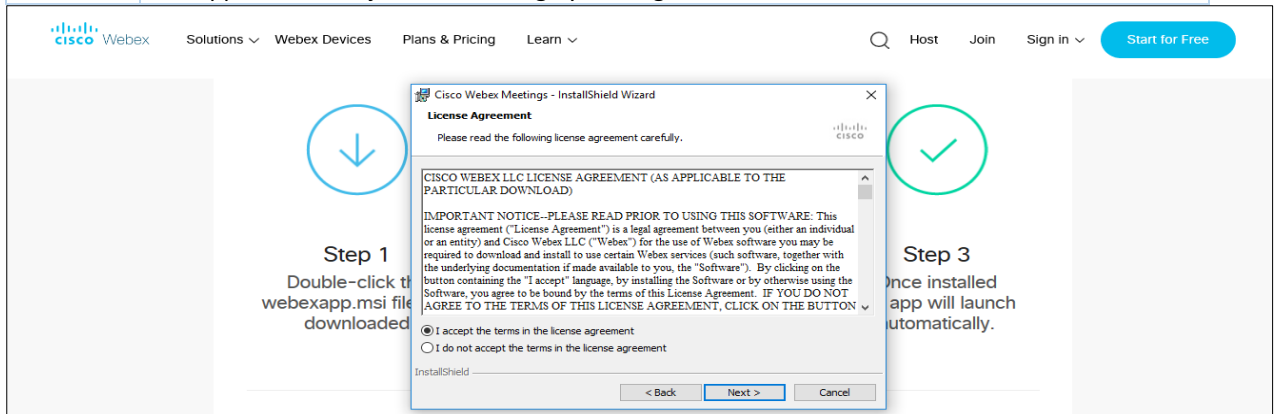 CISCO Webex Solutions Webex Devices Plans & Pricing Learn Host Join Sign in Start for Free
Cisco Webex Meetings - InstallShield Wizard
License Agreement
Please read the following license agreement carefully.
CISCO
CISCO WEBEX LLC LICENSE AGREEMENT (AS APPLICABLE TO THE
PARTICULAR DOWNLOAD)
IMPORTANT NOTICE--PLEASE READ PRIOR TO USING THIS SOFTWARE: This
license agreement ("License Agreement") is a legal agreement between you (either an individual
or an entity) and Cisco Webex LLC ("Webex") for the use of Webex software you may be
required to download and install to use certain Webex services (such software, together with
the underlying documentation if made available to you, the "Software"). By clicking on the
button containing the "I accept" language, by installing the Software or by otherwise using the
Software, you agree to be bound by the terms of this License Agreement. IF YOU DO NOT
AGREE TO THE TERMS OF THIS LICENSE AGREEMENT, CLICK ON THE BUTTON
I accept the terms in the license agreement
I do not accept the terms in the license agreement
InstallShield
< Back Next > Cancel
Step 1
Double-click
webexapp.msi file
downloaded
Step 3
installed
app will launch
automatically.